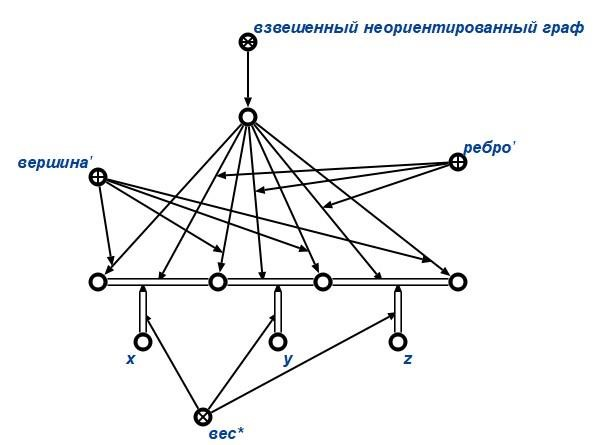 взвешенный неориентированный граф
вершина'
ребро'
x
y
z
вес*